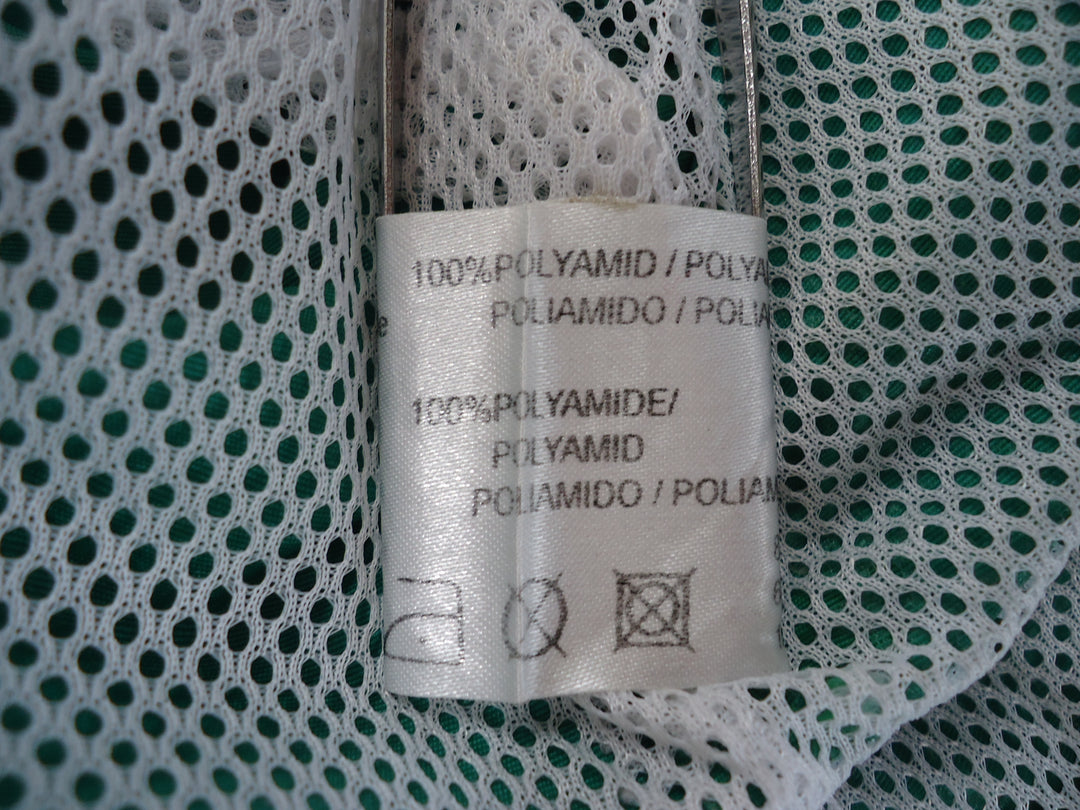 100%POLYAMID / POLYA
POLIAMIDO / POLIA
e
100%POLYAMIDE/
POLYAMID
POLIAMIDO / POLIAM